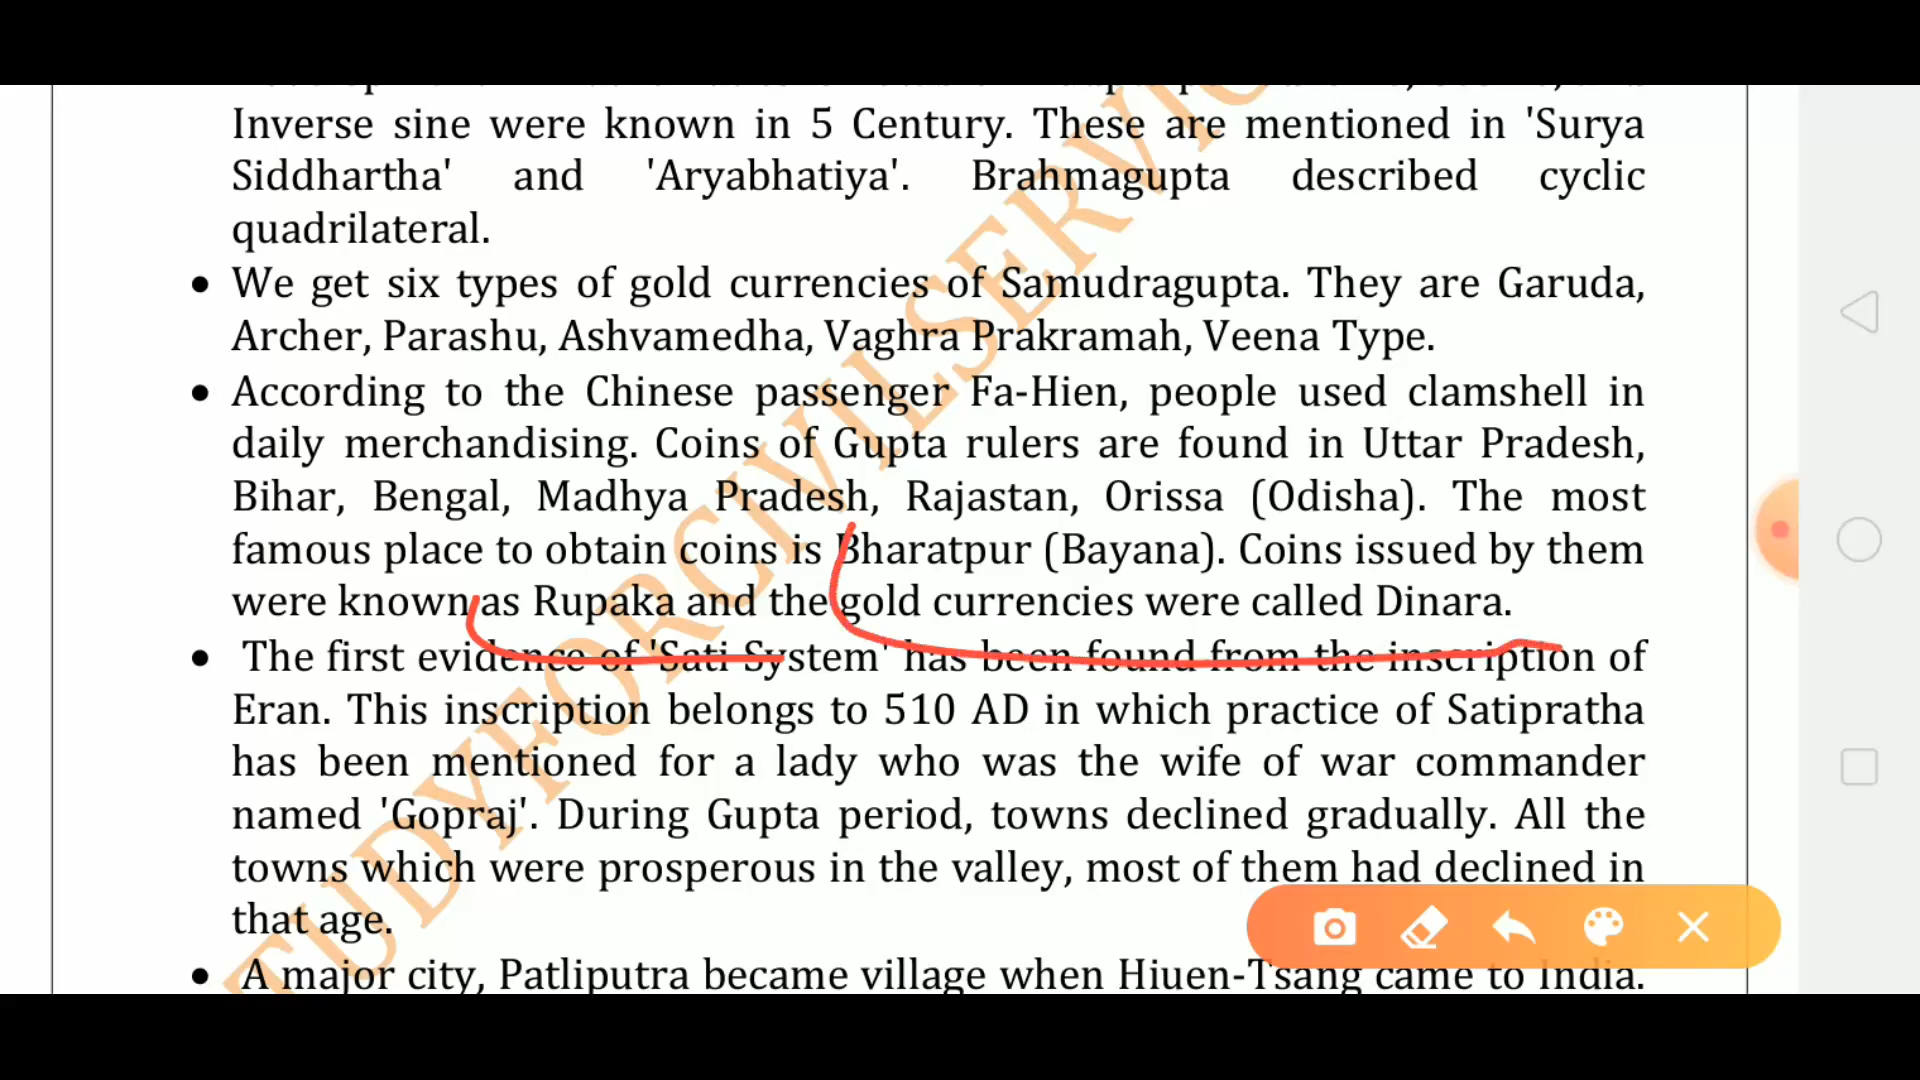 Inverse sine were known in 5 Century. These are mentioned in 'Surya
Siddhartha' and 'Aryabhatiya'. Brahmagupta described cyclic
quadrilateral.
• We get six types of gold currencies of Samudragupta. They are Garuda,
Archer, Parashu, Ashvamedha, Vaghra Prakramah, Veena Type.
• According to the Chinese passenger Fa-Hien, people used clamshell in
daily merchandising. Coins of Gupta rulers are found in Uttar Pradesh,
Bihar, Bengal, Madhya Pradesh, Rajastan, Orissa (Odisha). The most
famous place to obtain coins is Bharatpur (Bayana). Coins issued by them
were known as Rupaka and the gold currencies were called Dinara.
• The first evidence of 'Sati System' has been found from the inscription of
Eran. This inscription belongs to 510 AD in which practice of Satipratha
has been mentioned for a lady who was the wife of war commander
named 'Gopraj'. During Gupta period, towns declined gradually. All the
towns which were prosperous in the valley, most of them had declined in
that age.
• A major city, Patliputra became village when Hiuen-Tsang came to India.
TUDYFORCIVILSERVIC